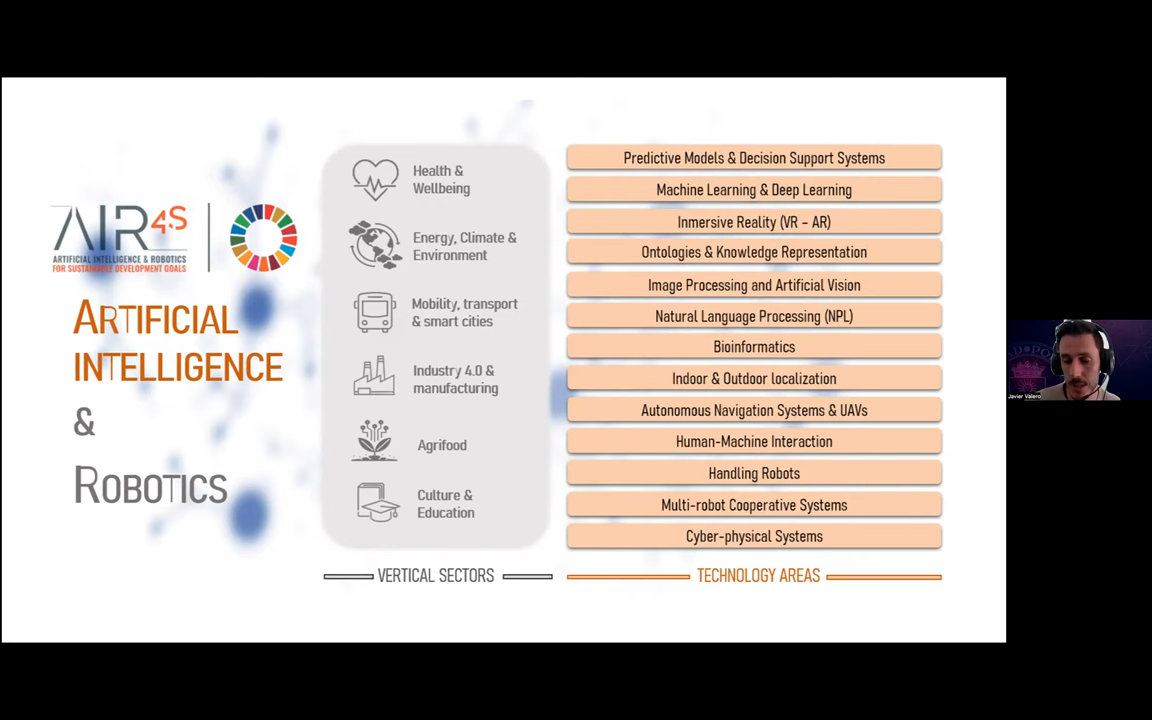 AIR4S
ARTIFICIAL INTELLIGENCE & ROBOTICS
FOR SUSTAINABLE DEVELOPMENT GOALS
ARTIFICIAL
INTELLIGENCE
&
ROBOTICS
Health &
Wellbeing
Energy, Climate &
Environment
Mobility, transport
& smart cities
Industry 4.0 &
manufacturing
Agrifood
Culture &
Education
VERTICAL SECTORS
Predictive Models & Decision Support Systems
Machine Learning & Deep Learning
Inmersive Reality (VR – AR)
Ontologies & Knowledge Representation
Image Processing and Artificial Vision
Natural Language Processing (NPL)
Bioinformatics
Indoor & Outdoor localization
Autonomous Navigation Systems & UAVs
Human-Machine Interaction
Handling Robots
Multi-robot Cooperative Systems
Cyber-physical Systems
TECHNOLOGY AREAS
Javier Valero